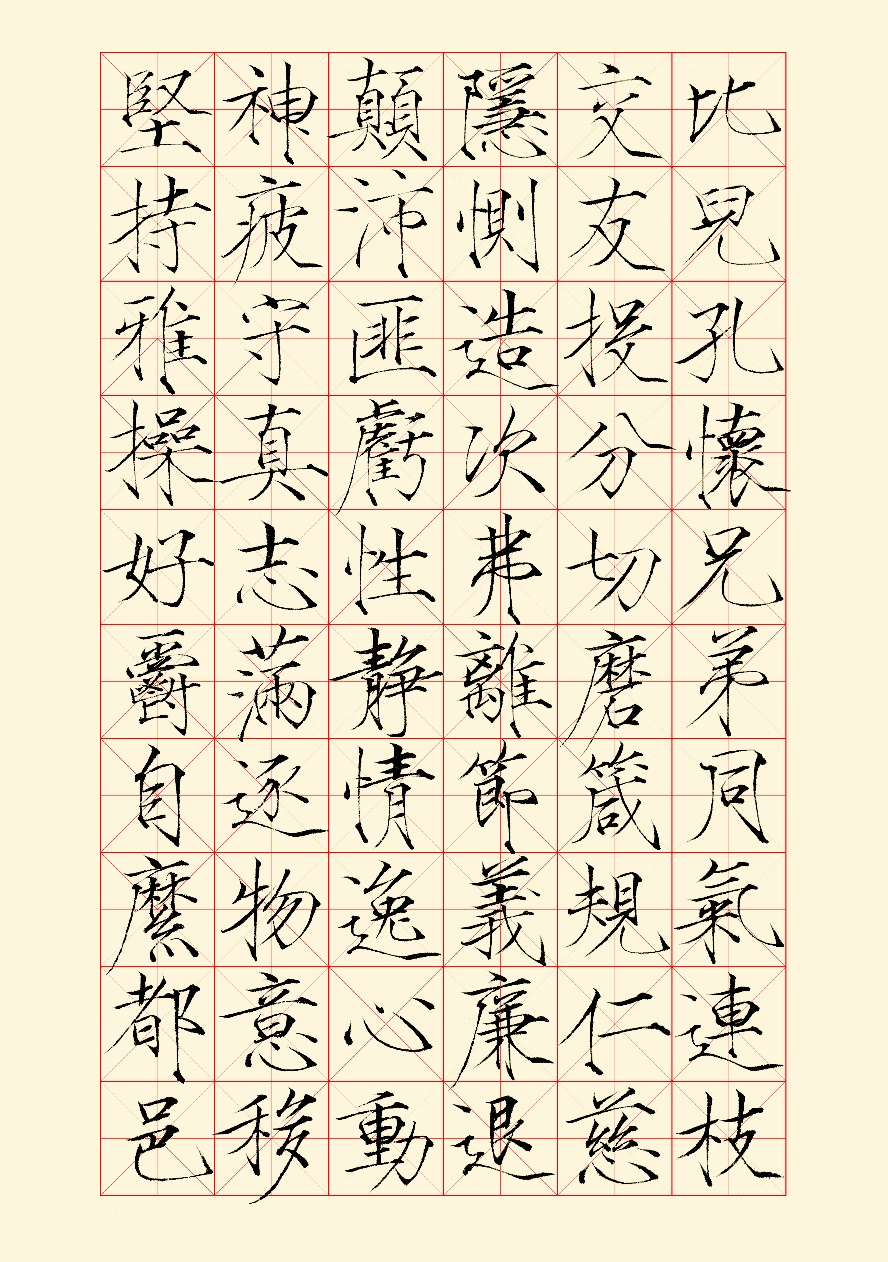 比兒孔懷兄弟同氣連枝
交友投分切磨箴規仁慈
隱惻造次弗離節義廉退
顛沛匪虧性靜情逸心動
神疲守真志滿逐物意移
堅持雅操好爵自縻都邑